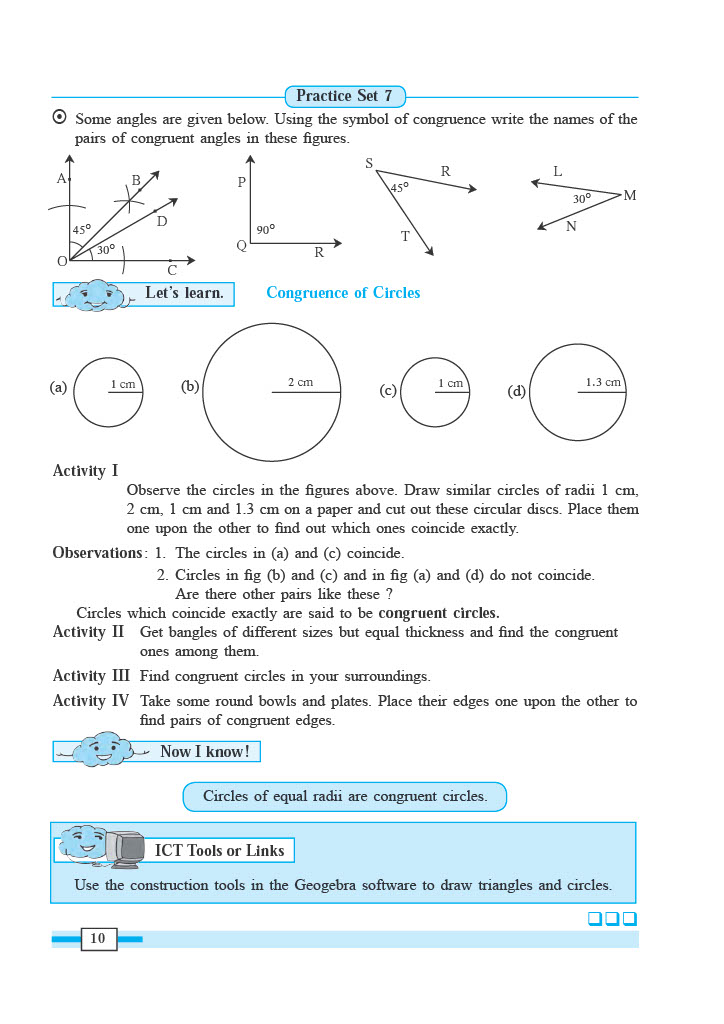 Practice Set 7
Some angles are given below. Using the symbol of congruence write the names of the
pairs of congruent angles in these figures.
A
B
D
45°
30°
O
C
P
90°
Q
R
S
R
45°
T
L
30°
M
N
Let's learn.
Congruence of Circles
(a)
1 cm
(b)
2 cm
(c)
1 cm
(d)
1.3 cm
Activity I
Observe the circles in the figures above. Draw similar circles of radii 1 cm,
2 cm, 1 cm and 1.3 cm on a paper and cut out these circular discs. Place them
one upon the other to find out which ones coincide exactly.
Observations : 1. The circles in (a) and (c) coincide.
2. Circles in fig (b) and (c) and in fig (a) and (d) do not coincide.
Are there other pairs like these ?
Circles which coincide exactly are said to be congruent circles.
Activity II Get bangles of different sizes but equal thickness and find the congruent
ones among them.
Activity III Find congruent circles in your surroundings.
Activity IV Take some round bowls and plates. Place their edges one upon the other to
find pairs of congruent edges.
Now I know!
Circles of equal radii are congruent circles.
ICT Tools or Links
Use the construction tools in the Geogebra software to draw triangles and circles.
10